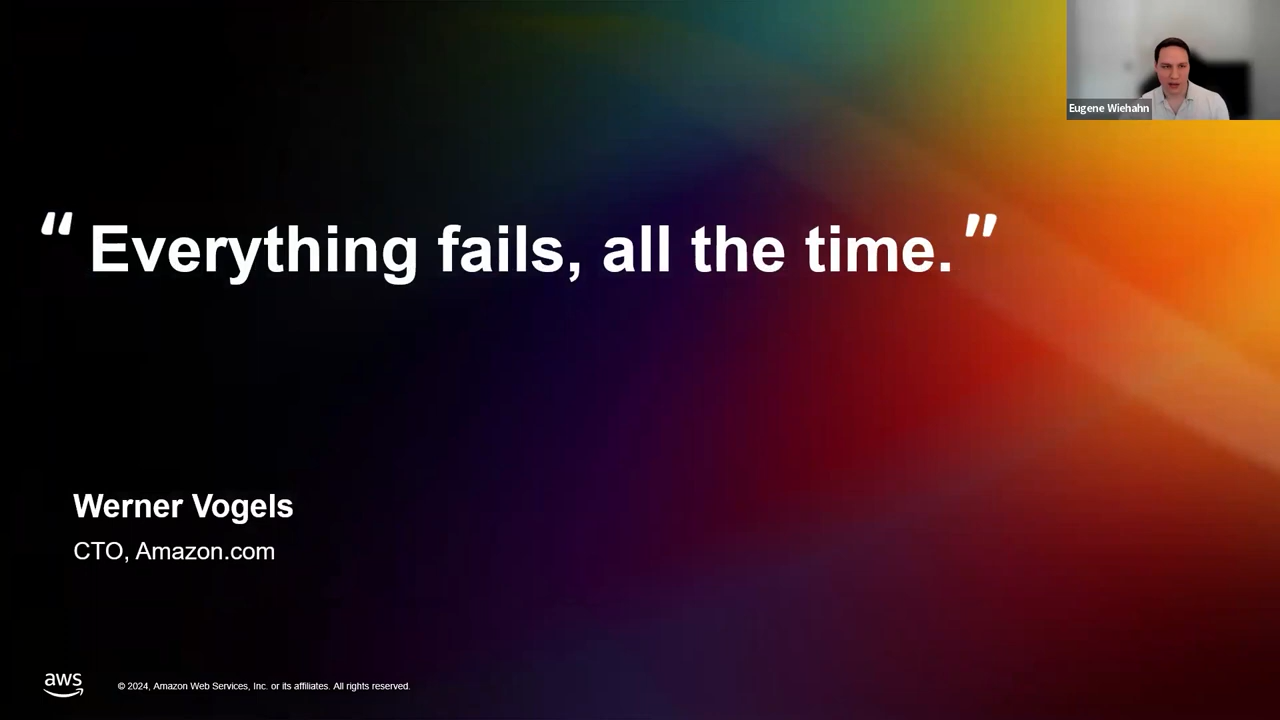 Eugene Wiehahn
“Everything fails, all the time.”
Werner Vogels
CTO, Amazon.com
aws
© 2024, Amazon Web Services, Inc. or its affiliates. All rights reserved.